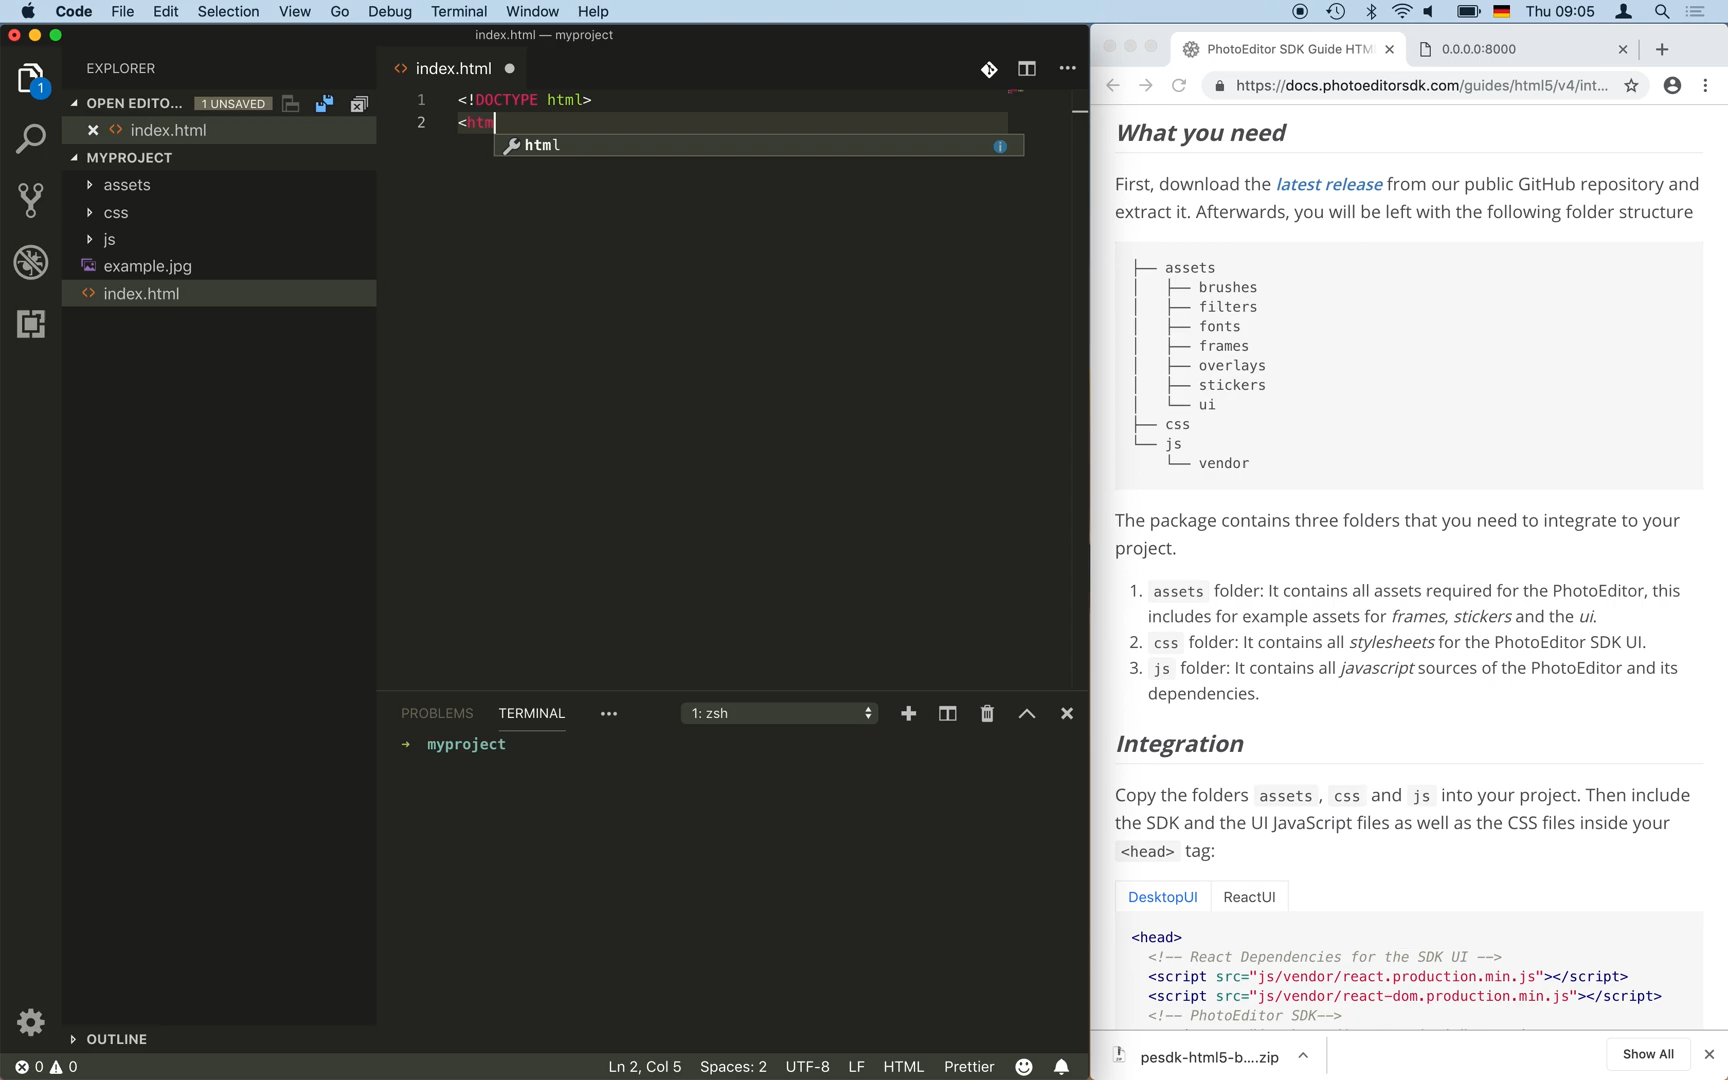 Code File Edit Selection View Go Debug Terminal Window Help
Thu 09:05
index.html — myproject
EXPLORER
OPEN EDITO... 1 UNSAVED
index.html
MYPROJECT
assets
css
js
example.jpg
index.html
OUTLINE
1
index.html
1 <!DOCTYPE html>
2 <htm
html
PROBLEMS TERMINAL
1: zsh
→ myproject
0 0
Ln 2, Col 5 Spaces: 2 UTF-8 LF HTML Prettier
PhotoEditor SDK Guide HTM
0.0.0.0:8000
https://docs.photoeditorsdk.com/guides/html5/v4/int...
What you need
First, download the latest release from our public GitHub repository and
extract it. Afterwards, you will be left with the following folder structure
├── assets
│   ├── brushes
│   ├── filters
│   ├── fonts
│   ├── frames
│   ├── overlays
│   ├── stickers
│   └── ui
├── css
└── js
    └── vendor
The package contains three folders that you need to integrate to your
project.
1. assets folder: It contains all assets required for the PhotoEditor, this
includes for example assets for frames, stickers and the ui.
2. css folder: It contains all stylesheets for the PhotoEditor SDK UI.
3. js folder: It contains all javascript sources of the PhotoEditor and its
dependencies.
Integration
Copy the folders assets, css and js into your project. Then include
the SDK and the UI JavaScript files as well as the CSS files inside your
<head> tag:
DesktopUI ReactUI
<head>
<!-- React Dependencies for the SDK UI -->
<script src="js/vendor/react.production.min.js"></script>
<script src="js/vendor/react-dom.production.min.js"></script>
<!-- PhotoEditor SDK-->
pesdk-html5-b....zip
Show All